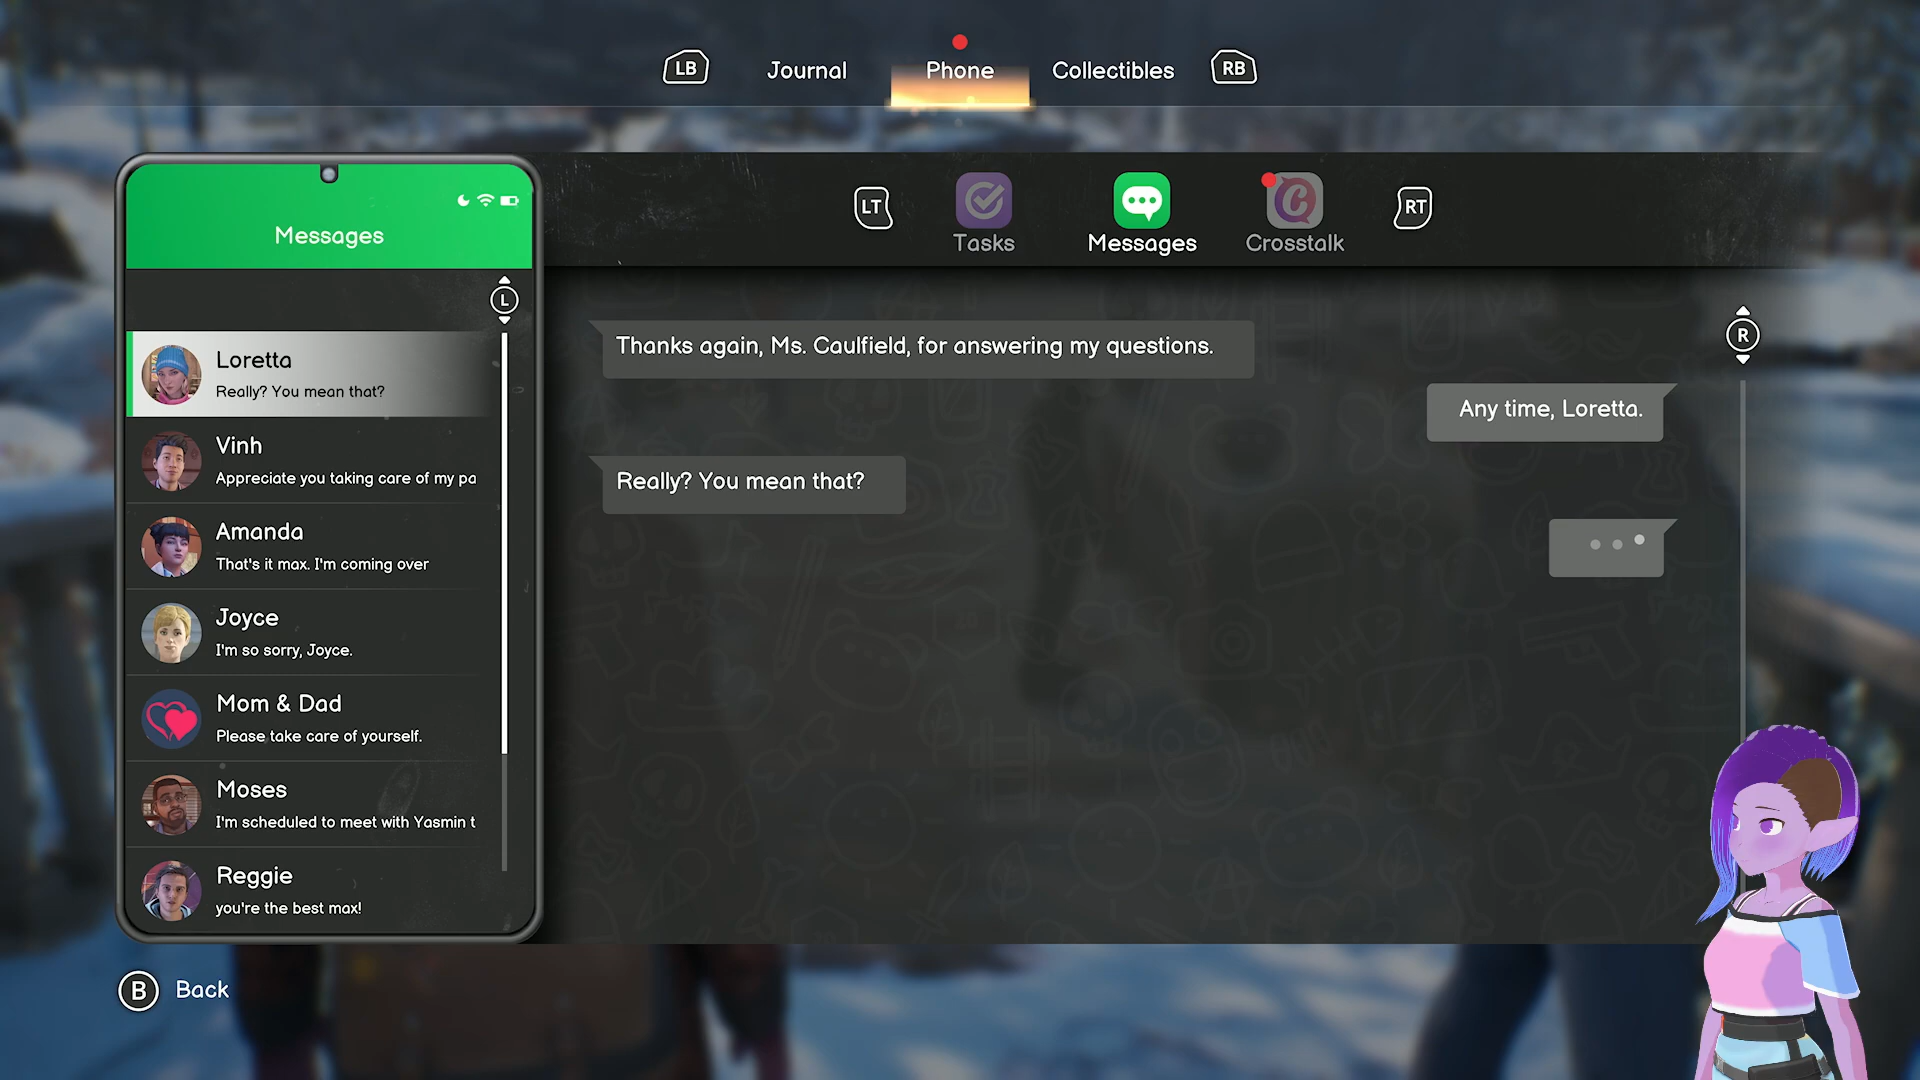 LB
Journal
Phone
Collectibles
RB
Messages
LT
Tasks
Messages
Crosstalk
RT
L
Loretta
Really? You mean that?
Vinh
Appreciate you taking care of my pa
Amanda
That's it max. I'm coming over
Joyce
I'm so sorry, Joyce.
Mom & Dad
Please take care of yourself.
Moses
I'm scheduled to meet with Yasmin t
Reggie
you're the best max!
Thanks again, Ms. Caulfield, for answering my questions.
Any time, Loretta.
Really? You mean that?
R
B Back